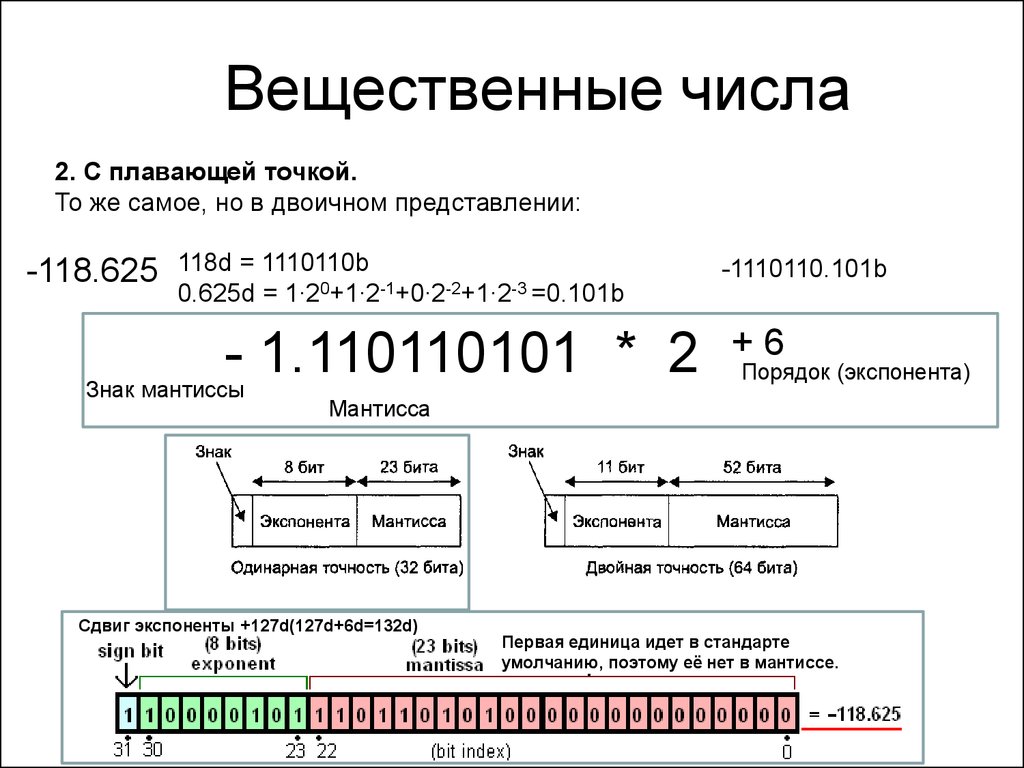 Вещественные числа
2. С плавающей точкой.
То же самое, но в двоичном представлении:
-118.625
118d = 1110110b
0.625d = 1·2⁰+1·2⁻¹+0·2⁻²+1·2⁻³ =0.101b
-1110110.101b
- 1.110110101 * 2 + 6
Знак мантиссы
Мантисса
Порядок (экспонента)
Знак
8 бит 23 бита
Экспонента Мантисса
Одинарная точность (32 бита)
Знак
11 бит 52 бита
Экспонента Мантисса
Двойная точность (64 бита)
Сдвиг экспоненты +127d(127d+6d=132d)
sign bit
(8 bits)
exponent
(23 bits)
mantissa
Первая единица идет в стандарте
умолчанию, поэтому её нет в мантиссе.
1 1 0 0 0 0 1 0 1 1 1 0 1 1 0 1 0 1 0 0 0 0 0 0 0 0 0 0 0 0 0 0 = -118.625
31 30 23 22 (bit index) 0